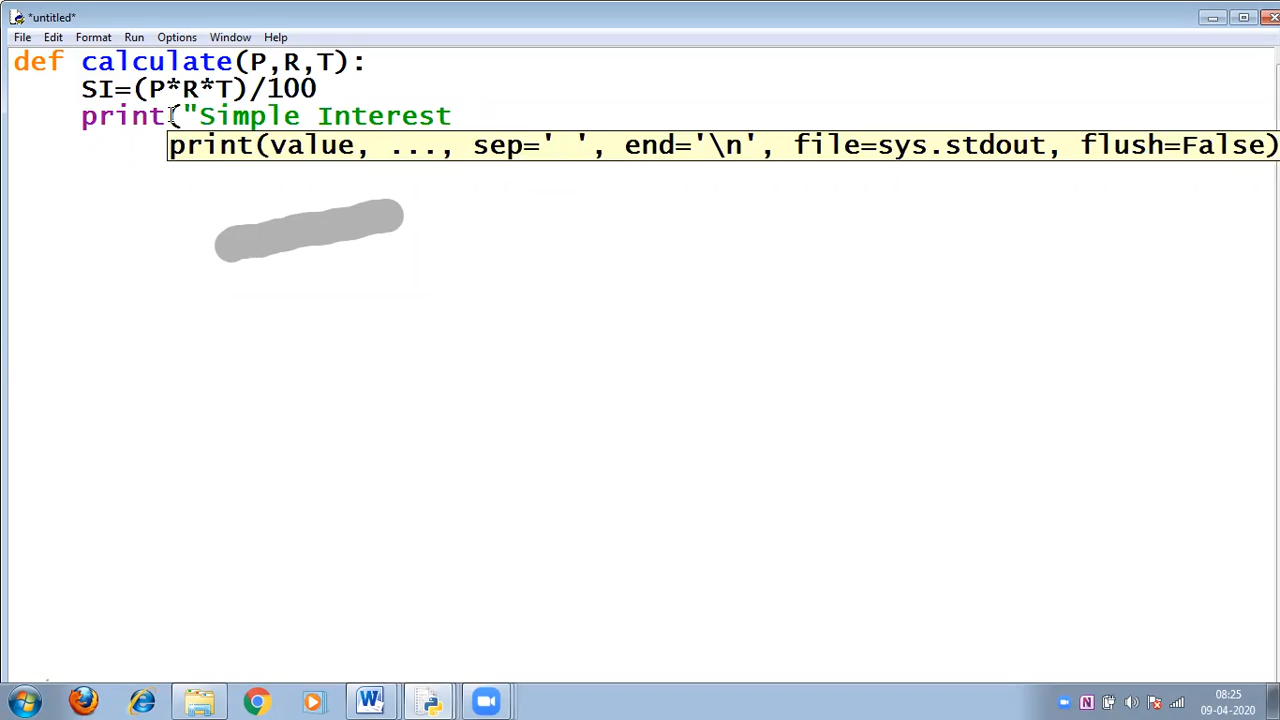 *untitled*
File Edit Format Run Options Window Help
def calculate(P,R,T):
SI=(P*R*T)/100
print("Simple Interest
print(value, ..., sep=' ', end='\n', file=sys.stdout, flush=False)
08:25
09-04-2020